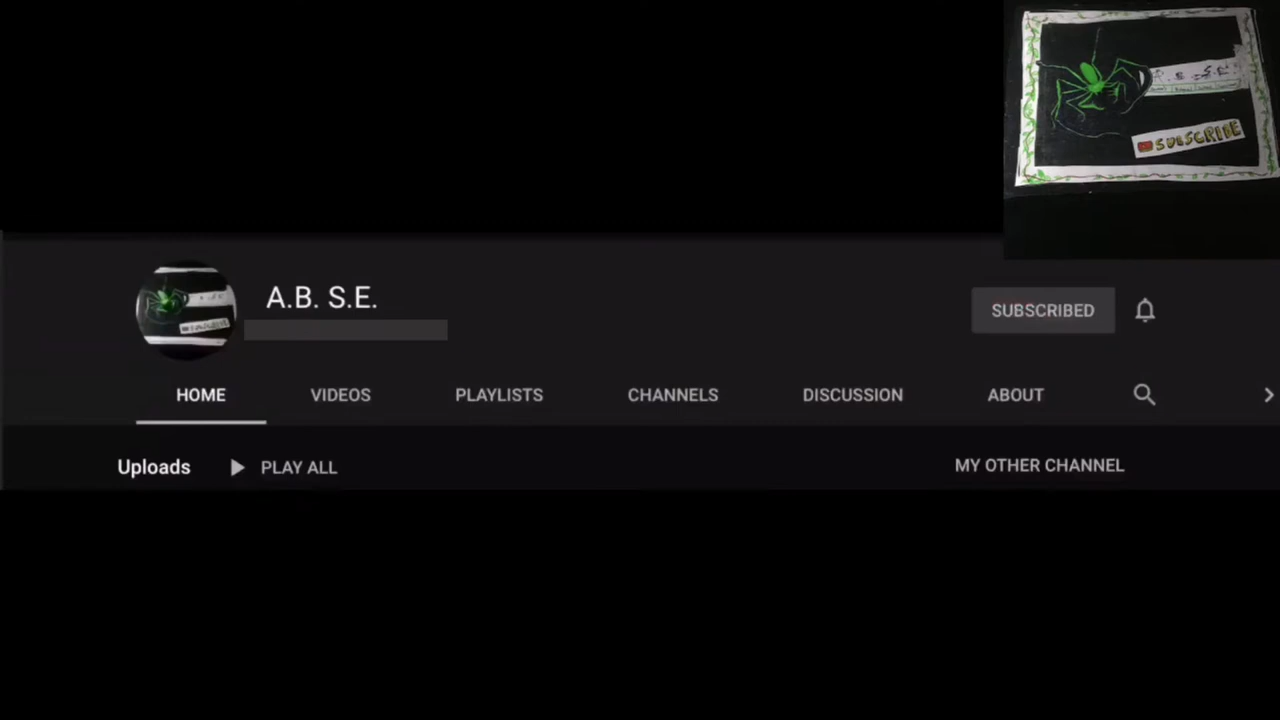 SUBSCRIBE
A.B. S.E.
SUBSCRIBED
HOME VIDEOS PLAYLISTS CHANNELS DISCUSSION ABOUT
Uploads PLAY ALL MY OTHER CHANNEL